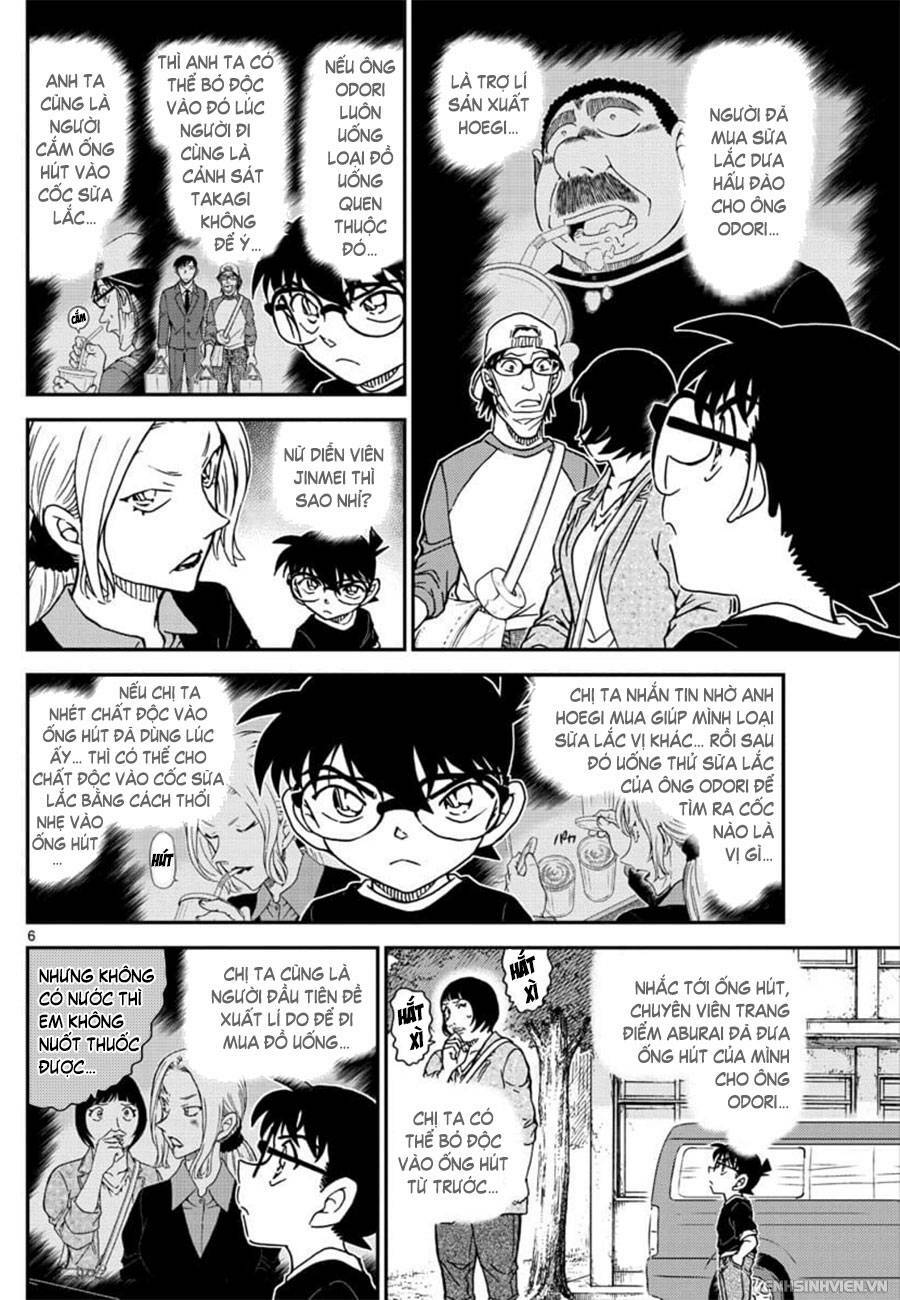 NGƯỜI ĐÃ
MUA SỮA
LẮC DƯA
HẤU ĐÀO
CHO ÔNG
ODORI...
LÀ TRỢ LÍ
SẢN XUẤT
HOEGI...
NẾU ÔNG
ODORI
LUÔN
UỐNG
LOẠI ĐỒ
UỐNG
QUEN
THUỘC
ĐÓ...
THÌ ANH TA CÓ
THỂ BỎ ĐỘC
VÀO ĐÓ LÚC
NGƯỜI ĐI
CÙNG LÀ
CẢNH SÁT
TAKAGI
KHÔNG
ĐỂ Ý...
ANH TA
CŨNG LÀ
NGƯỜI
CẮM ỐNG
HÚT VÀO
CỐC SỮA
LẮC...
CẮM
NỮ DIỄN VIÊN
JINMEI THÌ
SAO NHỈ?
CHỊ TA NHẮN TIN NHỜ ANH
HOEGI MUA GIÚP MÌNH LOẠI
SỮA LẮC VỊ KHÁC... RỒI SAU
ĐÓ UỐNG THỬ SỮA LẮC
CỦA ÔNG ODORI ĐỂ
TÌM RA CỐC
NÀO LÀ
VỊ GÌ...
NẾU CHỊ TA
NHÉT CHẤT ĐỘC VÀO
ỐNG HÚT ĐÃ DÙNG LÚC
ẤY... THÌ CÓ THỂ CHO
CHẤT ĐỘC VÀO CỐC SỮA
LẮC BẰNG CÁCH THỔI
NHẸ VÀO
ỐNG HÚT
...
HÚT
6
NHẮC TỚI ỐNG HÚT,
CHUYÊN VIÊN TRANG
ĐIỂM ABURAI ĐÃ ĐƯA
ỐNG HÚT CỦA MÌNH
CHO ÔNG
ODORI...
HẮT
XÌ
HẮT
XÌ
CHỊ TA CÓ
THỂ BỎ ĐỘC
VÀO ỐNG HÚT
TỪ TRƯỚC...
CHỊ TA CŨNG LÀ
NGƯỜI ĐẦU TIÊN ĐỀ
XUẤT LÍ DO ĐỂ ĐI
MUA ĐỒ UỐNG...
NHƯNG KHÔNG
CÓ NƯỚC THÌ
EM KHÔNG
NUỐT THUỐC
ĐƯỢC...